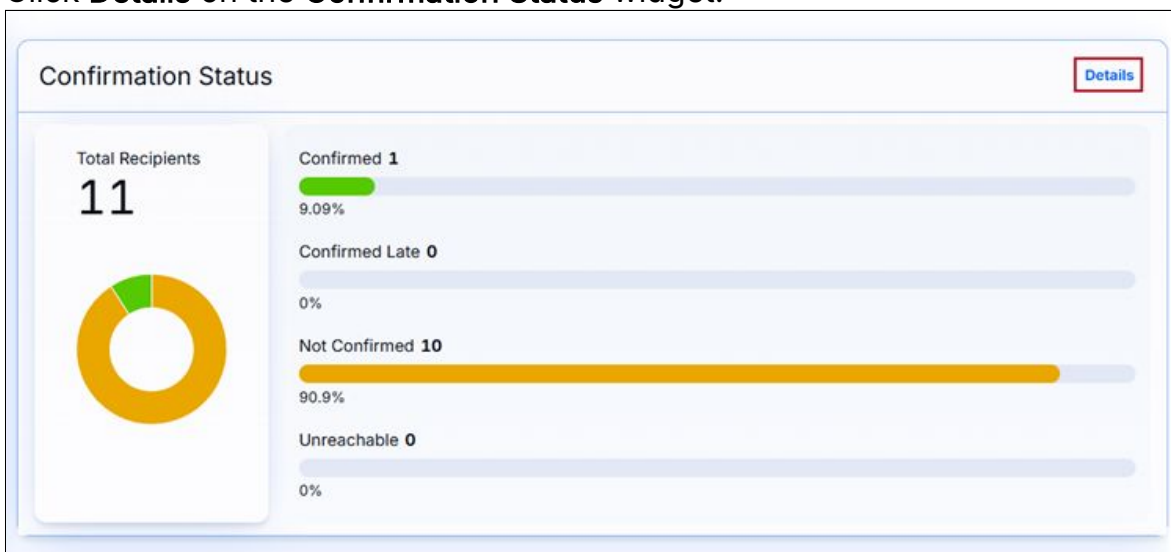 Click Details on the Confirmation Status widget.
Confirmation Status
Details
Total Recipients
11
Confirmed 1
9.09%
Confirmed Late 0
0%
Not Confirmed 10
90.9%
Unreachable 0
0%